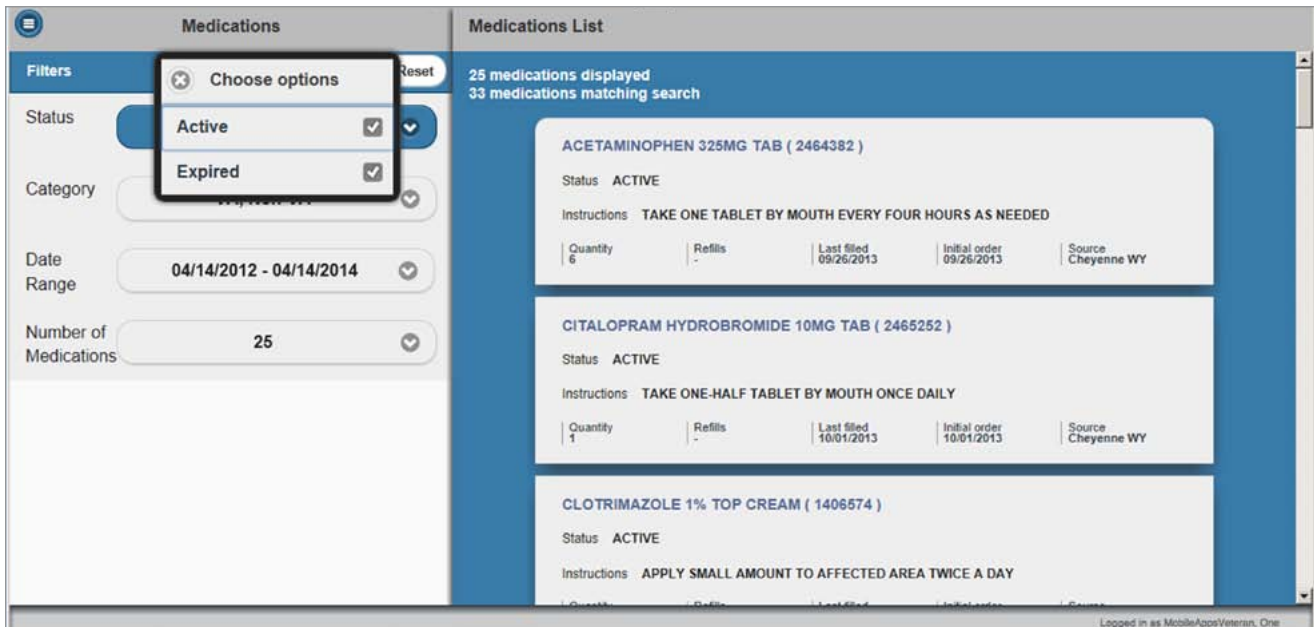 Medications
Medications List
Filters
Reset
Choose options
Status
Active
Expired
Category
Date
Range
04/14/2012 - 04/14/2014
Number of
Medications
25
25 medications displayed
33 medications matching search
ACETAMINOPHEN 325MG TAB ( 2464382 )
Status ACTIVE
Instructions TAKE ONE TABLET BY MOUTH EVERY FOUR HOURS AS NEEDED
Quantity Refills Last filled Initial order Source
6 - 09/26/2013 09/26/2013 Cheyenne WY
CITALOPRAM HYDROBROMIDE 10MG TAB ( 2465252 )
Status ACTIVE
Instructions TAKE ONE-HALF TABLET BY MOUTH ONCE DAILY
Quantity Refills Last filled Initial order Source
1 - 10/01/2013 10/01/2013 Cheyenne WY
CLOTRIMAZOLE 1% TOP CREAM ( 1406574 )
Status ACTIVE
Instructions APPLY SMALL AMOUNT TO AFFECTED AREA TWICE A DAY
Logged in as MobileAppsVeteran, One